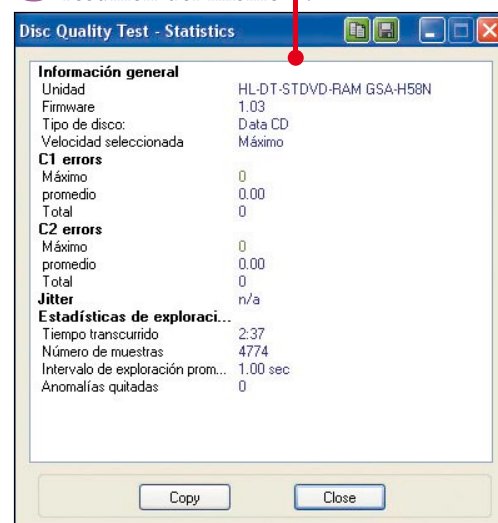 Disc Quality Test - Statistics
Información general
Unidad HL-DT-STDVD-RAM GSA-H58N
Firmware 1.03
Tipo de disco: Data CD
Velocidad seleccionada Máximo
C1 errors
Máximo 0
promedio 0.00
Total 0
C2 errors
Máximo 0
promedio 0.00
Total 0
Jitter n/a
Estadísticas de exploraci...
Tiempo transcurrido 2:37
Número de muestras 4774
Intervalo de exploración prom... 1.00 sec
Anomalías quitadas 0
Copy Close